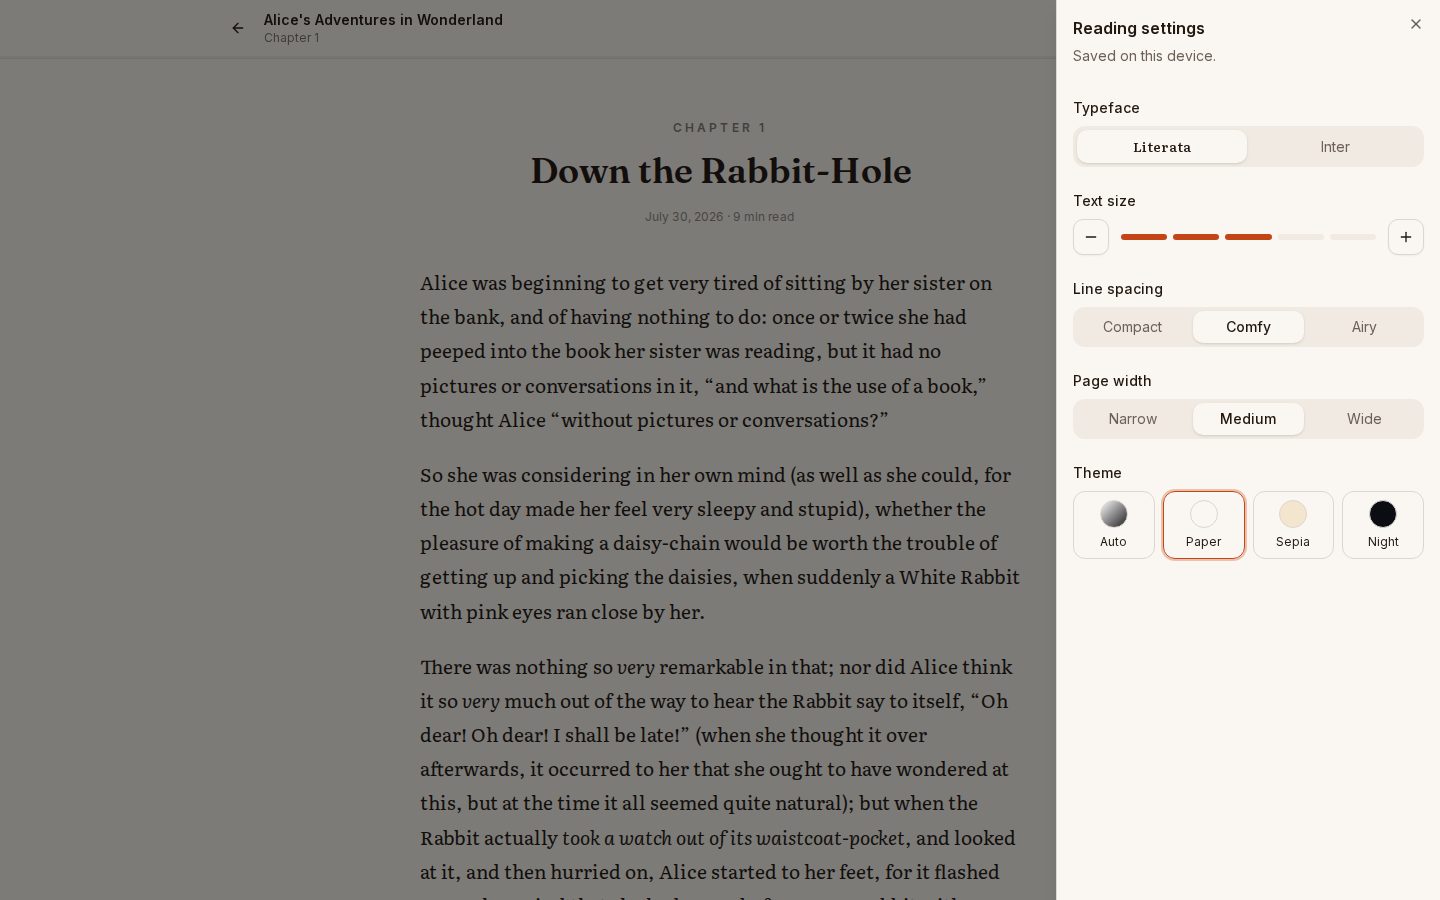 Alice's Adventures in Wonderland
Chapter 1
CHAPTER 1
Down the Rabbit-Hole
July 30, 2026 · 9 min read
Alice was beginning to get very tired of sitting by her sister on
the bank, and of having nothing to do: once or twice she had
peeped into the book her sister was reading, but it had no
pictures or conversations in it, “and what is the use of a book,”
thought Alice “without pictures or conversations?”
So she was considering in her own mind (as well as she could, for
the hot day made her feel very sleepy and stupid), whether the
pleasure of making a daisy-chain would be worth the trouble of
getting up and picking the daisies, when suddenly a White Rabbit
with pink eyes ran close by her.
There was nothing so very remarkable in that; nor did Alice think
it so very much out of the way to hear the Rabbit say to itself, “Oh
dear! Oh dear! I shall be late!” (when she thought it over
afterwards, it occurred to her that she ought to have wondered at
this, but at the time it all seemed quite natural); but when the
Rabbit actually took a watch out of its waistcoat-pocket, and looked
at it, and then hurried on, Alice started to her feet, for it flashed
Reading settings
Saved on this device.
Typeface
Literata
Inter
Text size
Line spacing
Compact
Comfy
Airy
Page width
Narrow
Medium
Wide
Theme
Auto
Paper
Sepia
Night